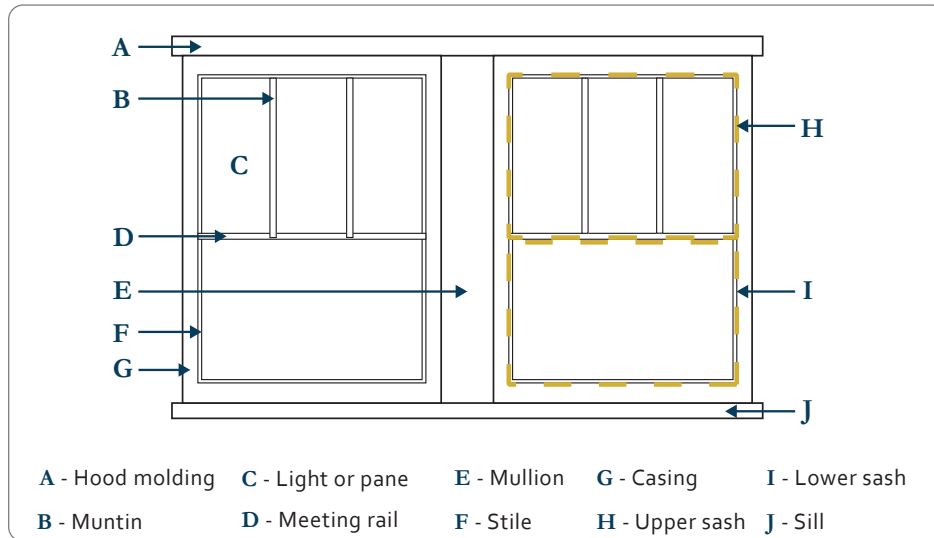 A
B
C
D
E
F
G
H
I
J
A - Hood molding C - Light or pane E - Mullion G - Casing I - Lower sash
B - Muntin D - Meeting rail F - Stile H - Upper sash J - Sill